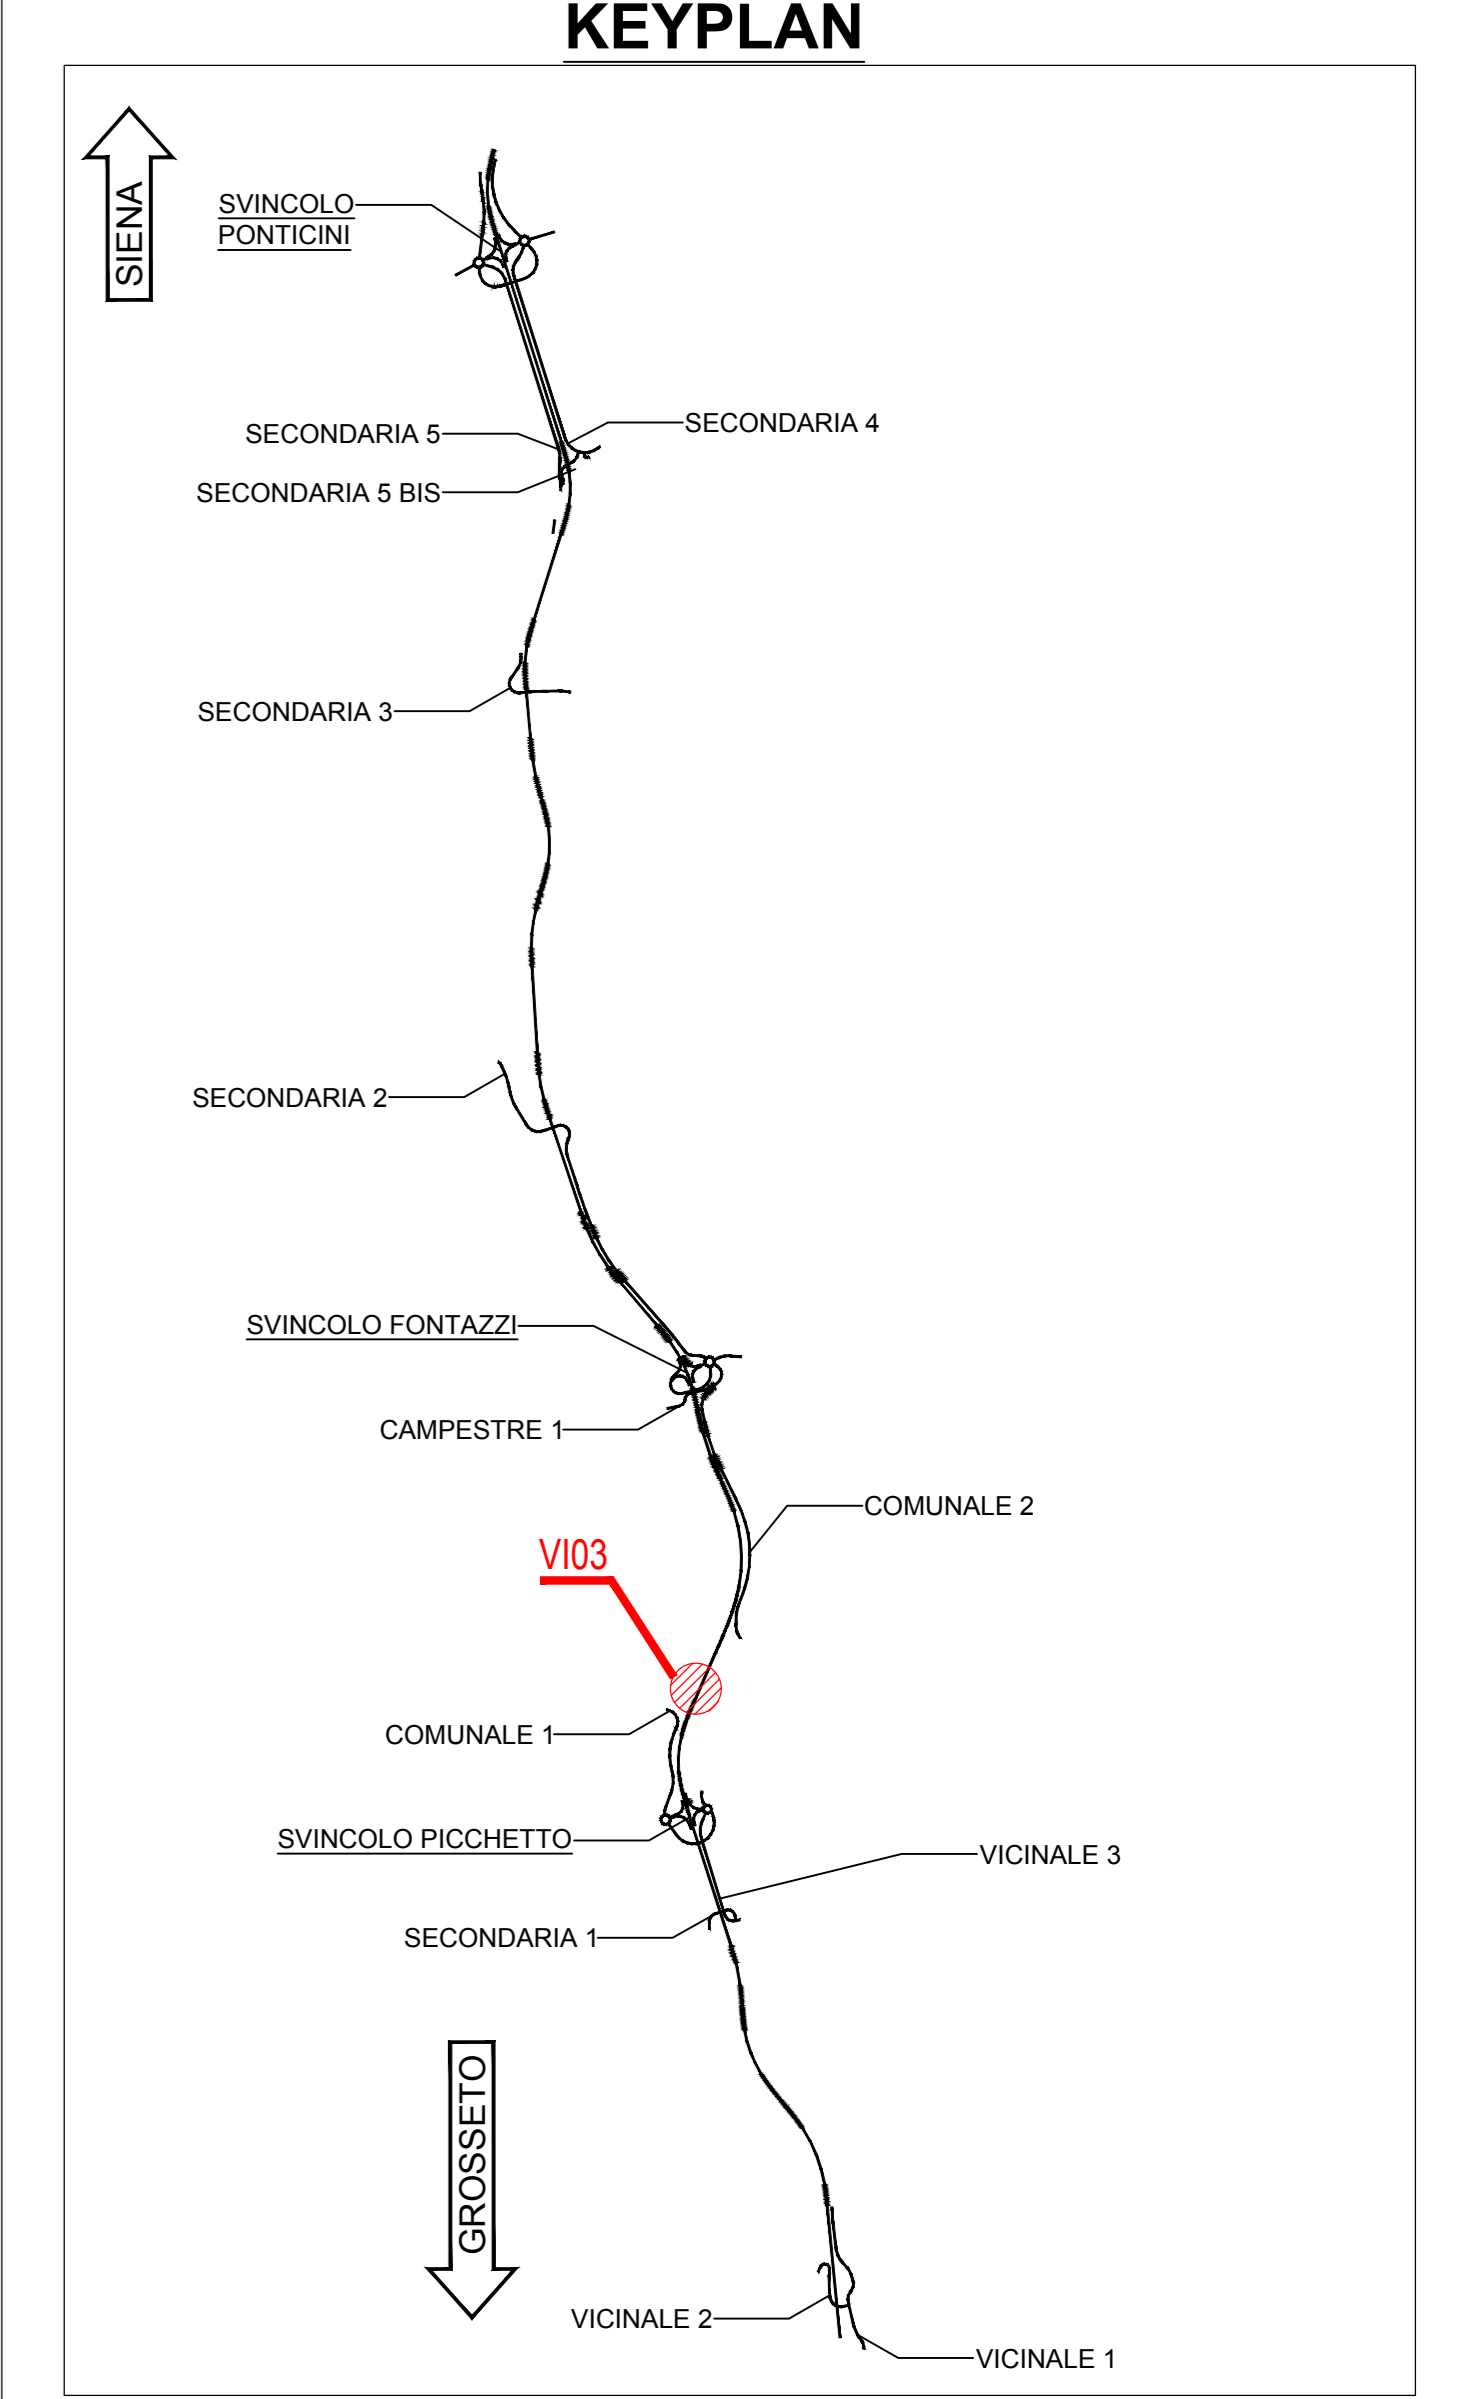 KEYPLAN
SIENA
SVINCOLO
PONTICINI
SECONDARIA 4
SECONDARIA 5
SECONDARIA 5 BIS
SECONDARIA 3
SECONDARIA 2
SVINCOLO FONTAZZI
CAMPESTRE 1
COMUNALE 2
VI03
COMUNALE 1
SVINCOLO PICCHETTO
VICINALE 3
SECONDARIA 1
GROSSETO
VICINALE 2
VICINALE 1